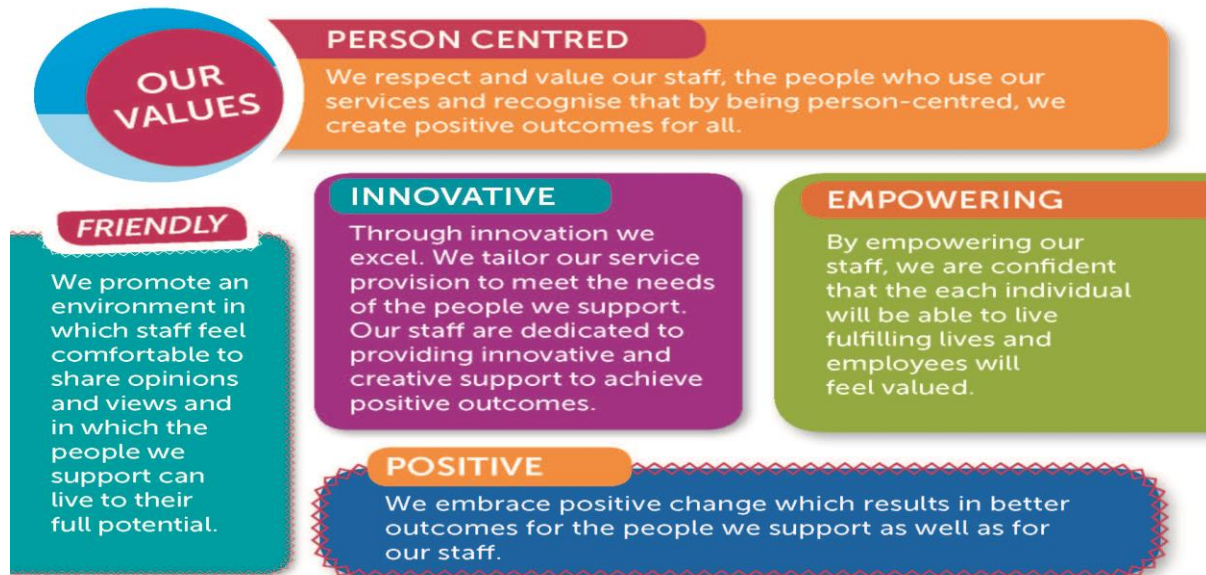 OUR
VALUES
PERSON CENTRED
We respect and value our staff, the people who use our
services and recognise that by being person-centred, we
create positive outcomes for all.
FRIENDLY
We promote an
environment in
which staff feel
comfortable to
share opinions
and views and
in which the
people we
support can
live to their
full potential.
INNOVATIVE
Through innovation we
excel. We tailor our service
provision to meet the needs
of the people we support.
Our staff are dedicated to
providing innovative and
creative support to achieve
positive outcomes.
EMPOWERING
By empowering our
staff, we are confident
that the each individual
will be able to live
fulfilling lives and
employees will
feel valued.
POSITIVE
We embrace positive change which results in better
outcomes for the people we support as well as for
our staff.